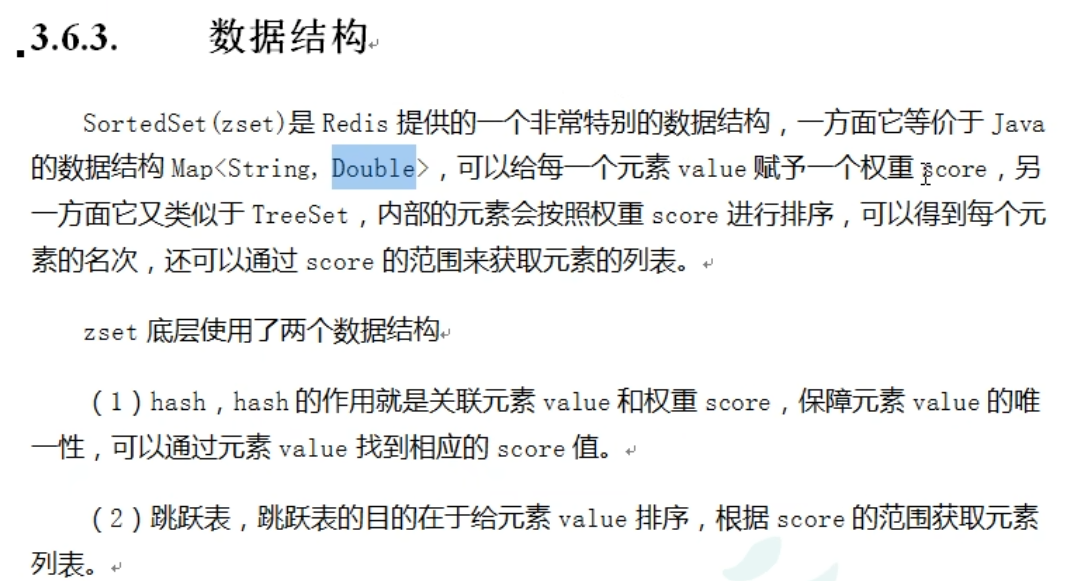 3.6.3. 数据结构
SortedSet(zset)是 Redis 提供的一个非常特别的数据结构，一方面它等价于 Java
的数据结构 Map<String, Double>，可以给每一个元素 value 赋予一个权重 score，另
一方面它又类似于 TreeSet，内部的元素会按照权重 score 进行排序，可以得到每个元
素的名次，还可以通过 score 的范围来获取元素的列表。
zset 底层使用了两个数据结构
（1）hash，hash 的作用就是关联元素 value 和权重 score，保障元素 value 的唯
一性，可以通过元素 value 找到相应的 score 值。
（2）跳跃表，跳跃表的目的在于给元素 value 排序，根据 score 的范围获取元素
列表。